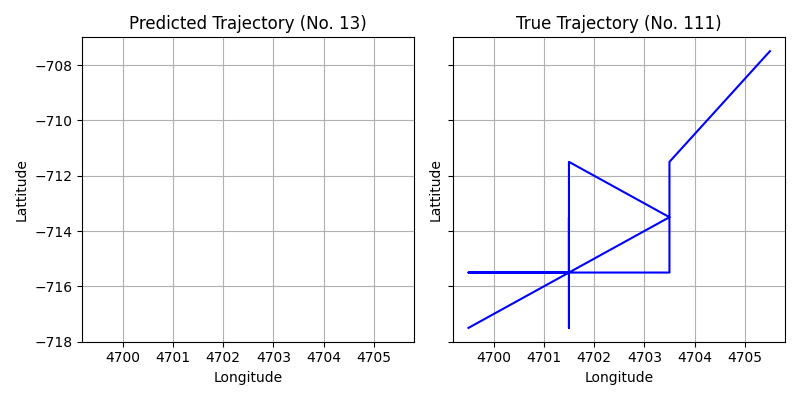 Predicted Trajectory (No. 13)
True Trajectory (No. 111)
−708
−710
−712
−714
−716
−718
Lattitude
Lattitude
4700 4701 4702 4703 4704 4705
4700 4701 4702 4703 4704 4705
Longitude
Longitude